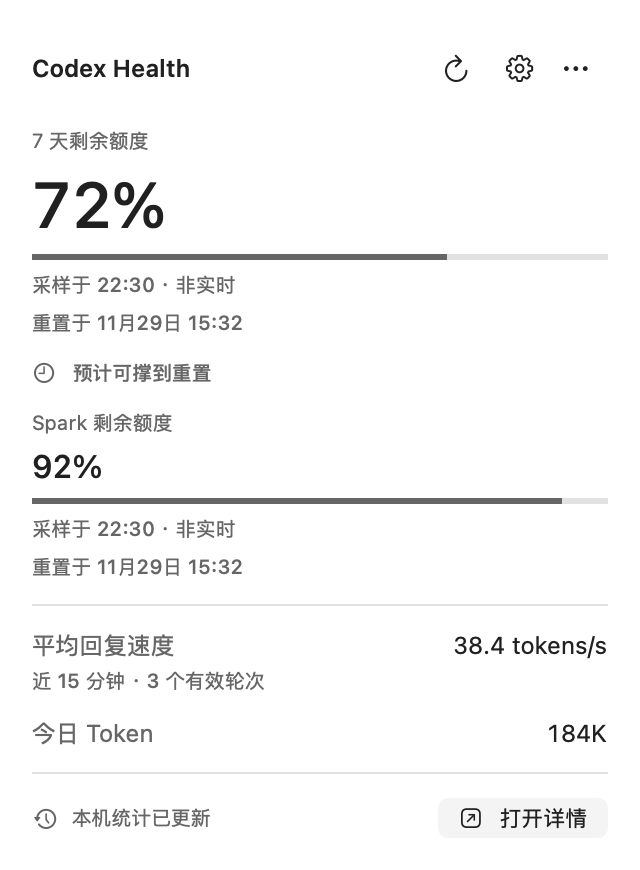 Codex Health
7 天剩余额度
72%
采样于 22:30 · 非实时
重置于 11月29日 15:32
预计可撑到重置
Spark 剩余额度
92%
采样于 22:30 · 非实时
重置于 11月29日 15:32
平均回复速度 38.4 tokens/s
近 15 分钟 · 3 个有效轮次
今日 Token 184K
本机统计已更新 打开详情